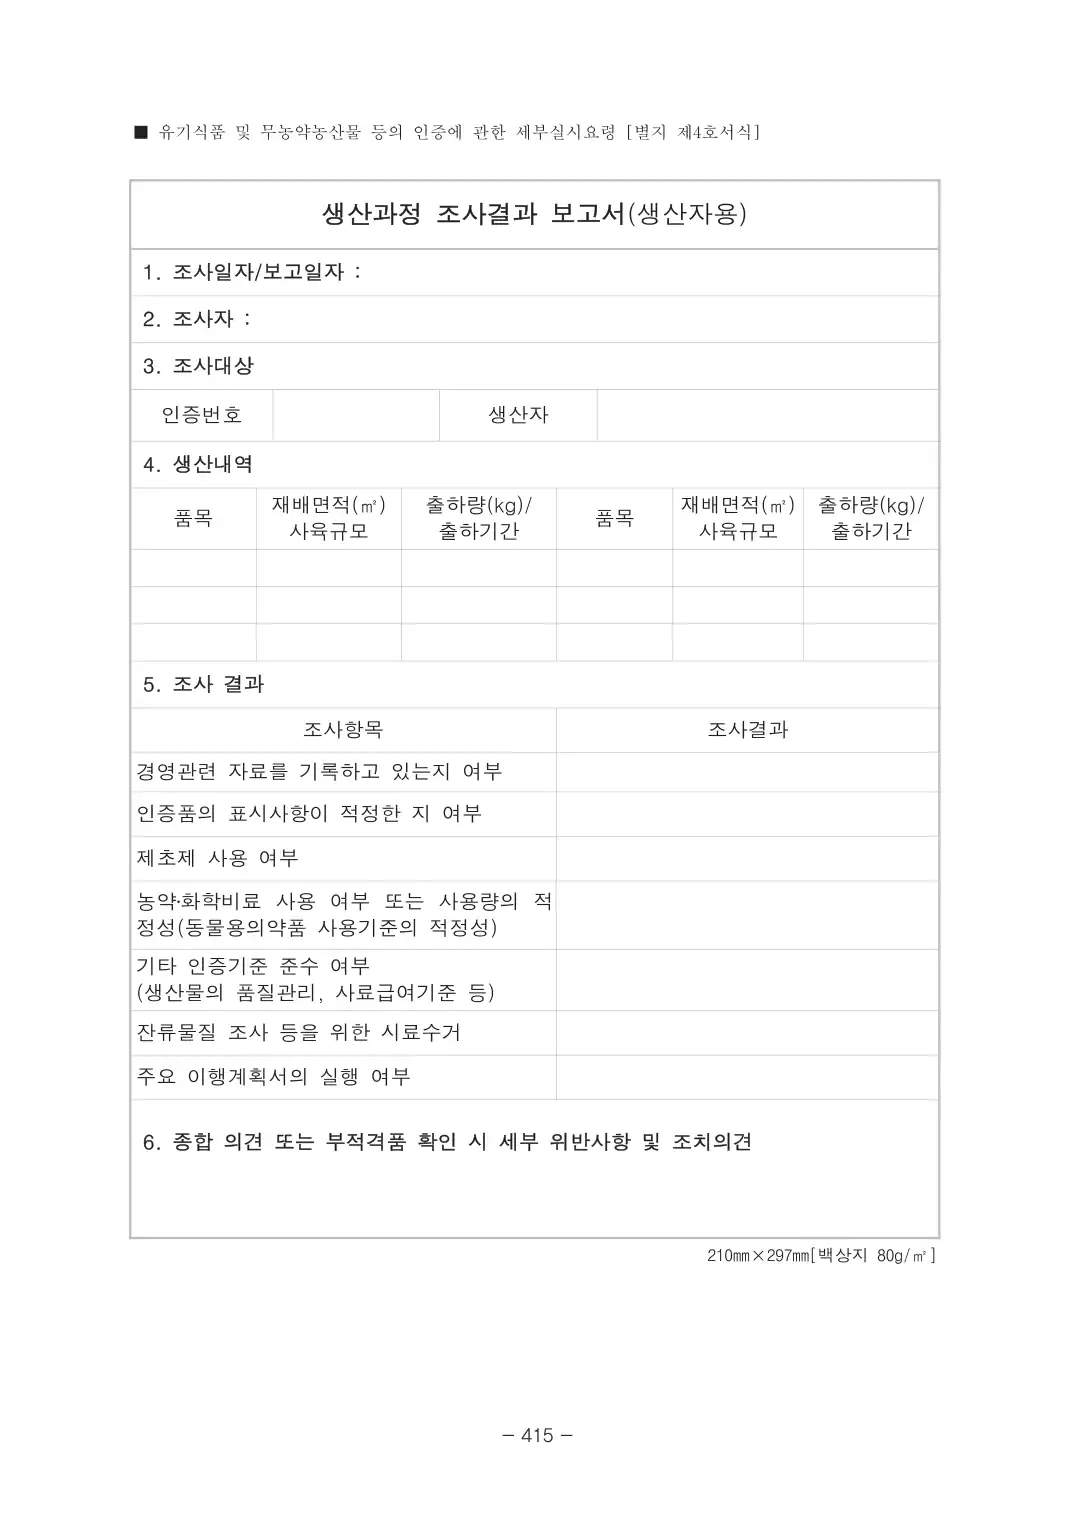 ■ 유기식품 및 무농약농산물 등의 인증에 관한 세부실시요령 [별지 제4호서식]
생산과정 조사결과 보고서(생산자용)
1. 조사일자/보고일자 :
2. 조사자 :
3. 조사대상
인증번호 생산자
4. 생산내역
품목 재배면적(㎡) 출하량(kg)/ 품목 재배면적(㎡) 출하량(kg)/
사육규모 출하기간 사육규모 출하기간
5. 조사 결과
조사항목 조사결과
경영관련 자료를 기록하고 있는지 여부
인증품의 표시사항이 적정한 지 여부
제초제 사용 여부
농약·화학비료 사용 여부 또는 사용량의 적
정성(동물용의약품 사용기준의 적정성)
기타 인증기준 준수 여부
(생산물의 품질관리, 사료급여기준 등)
잔류물질 조사 등을 위한 시료수거
주요 이행계획서의 실행 여부
6. 종합 의견 또는 부적격품 확인 시 세부 위반사항 및 조치의견
210㎜×297㎜[백상지 80g/㎡]
- 415 -